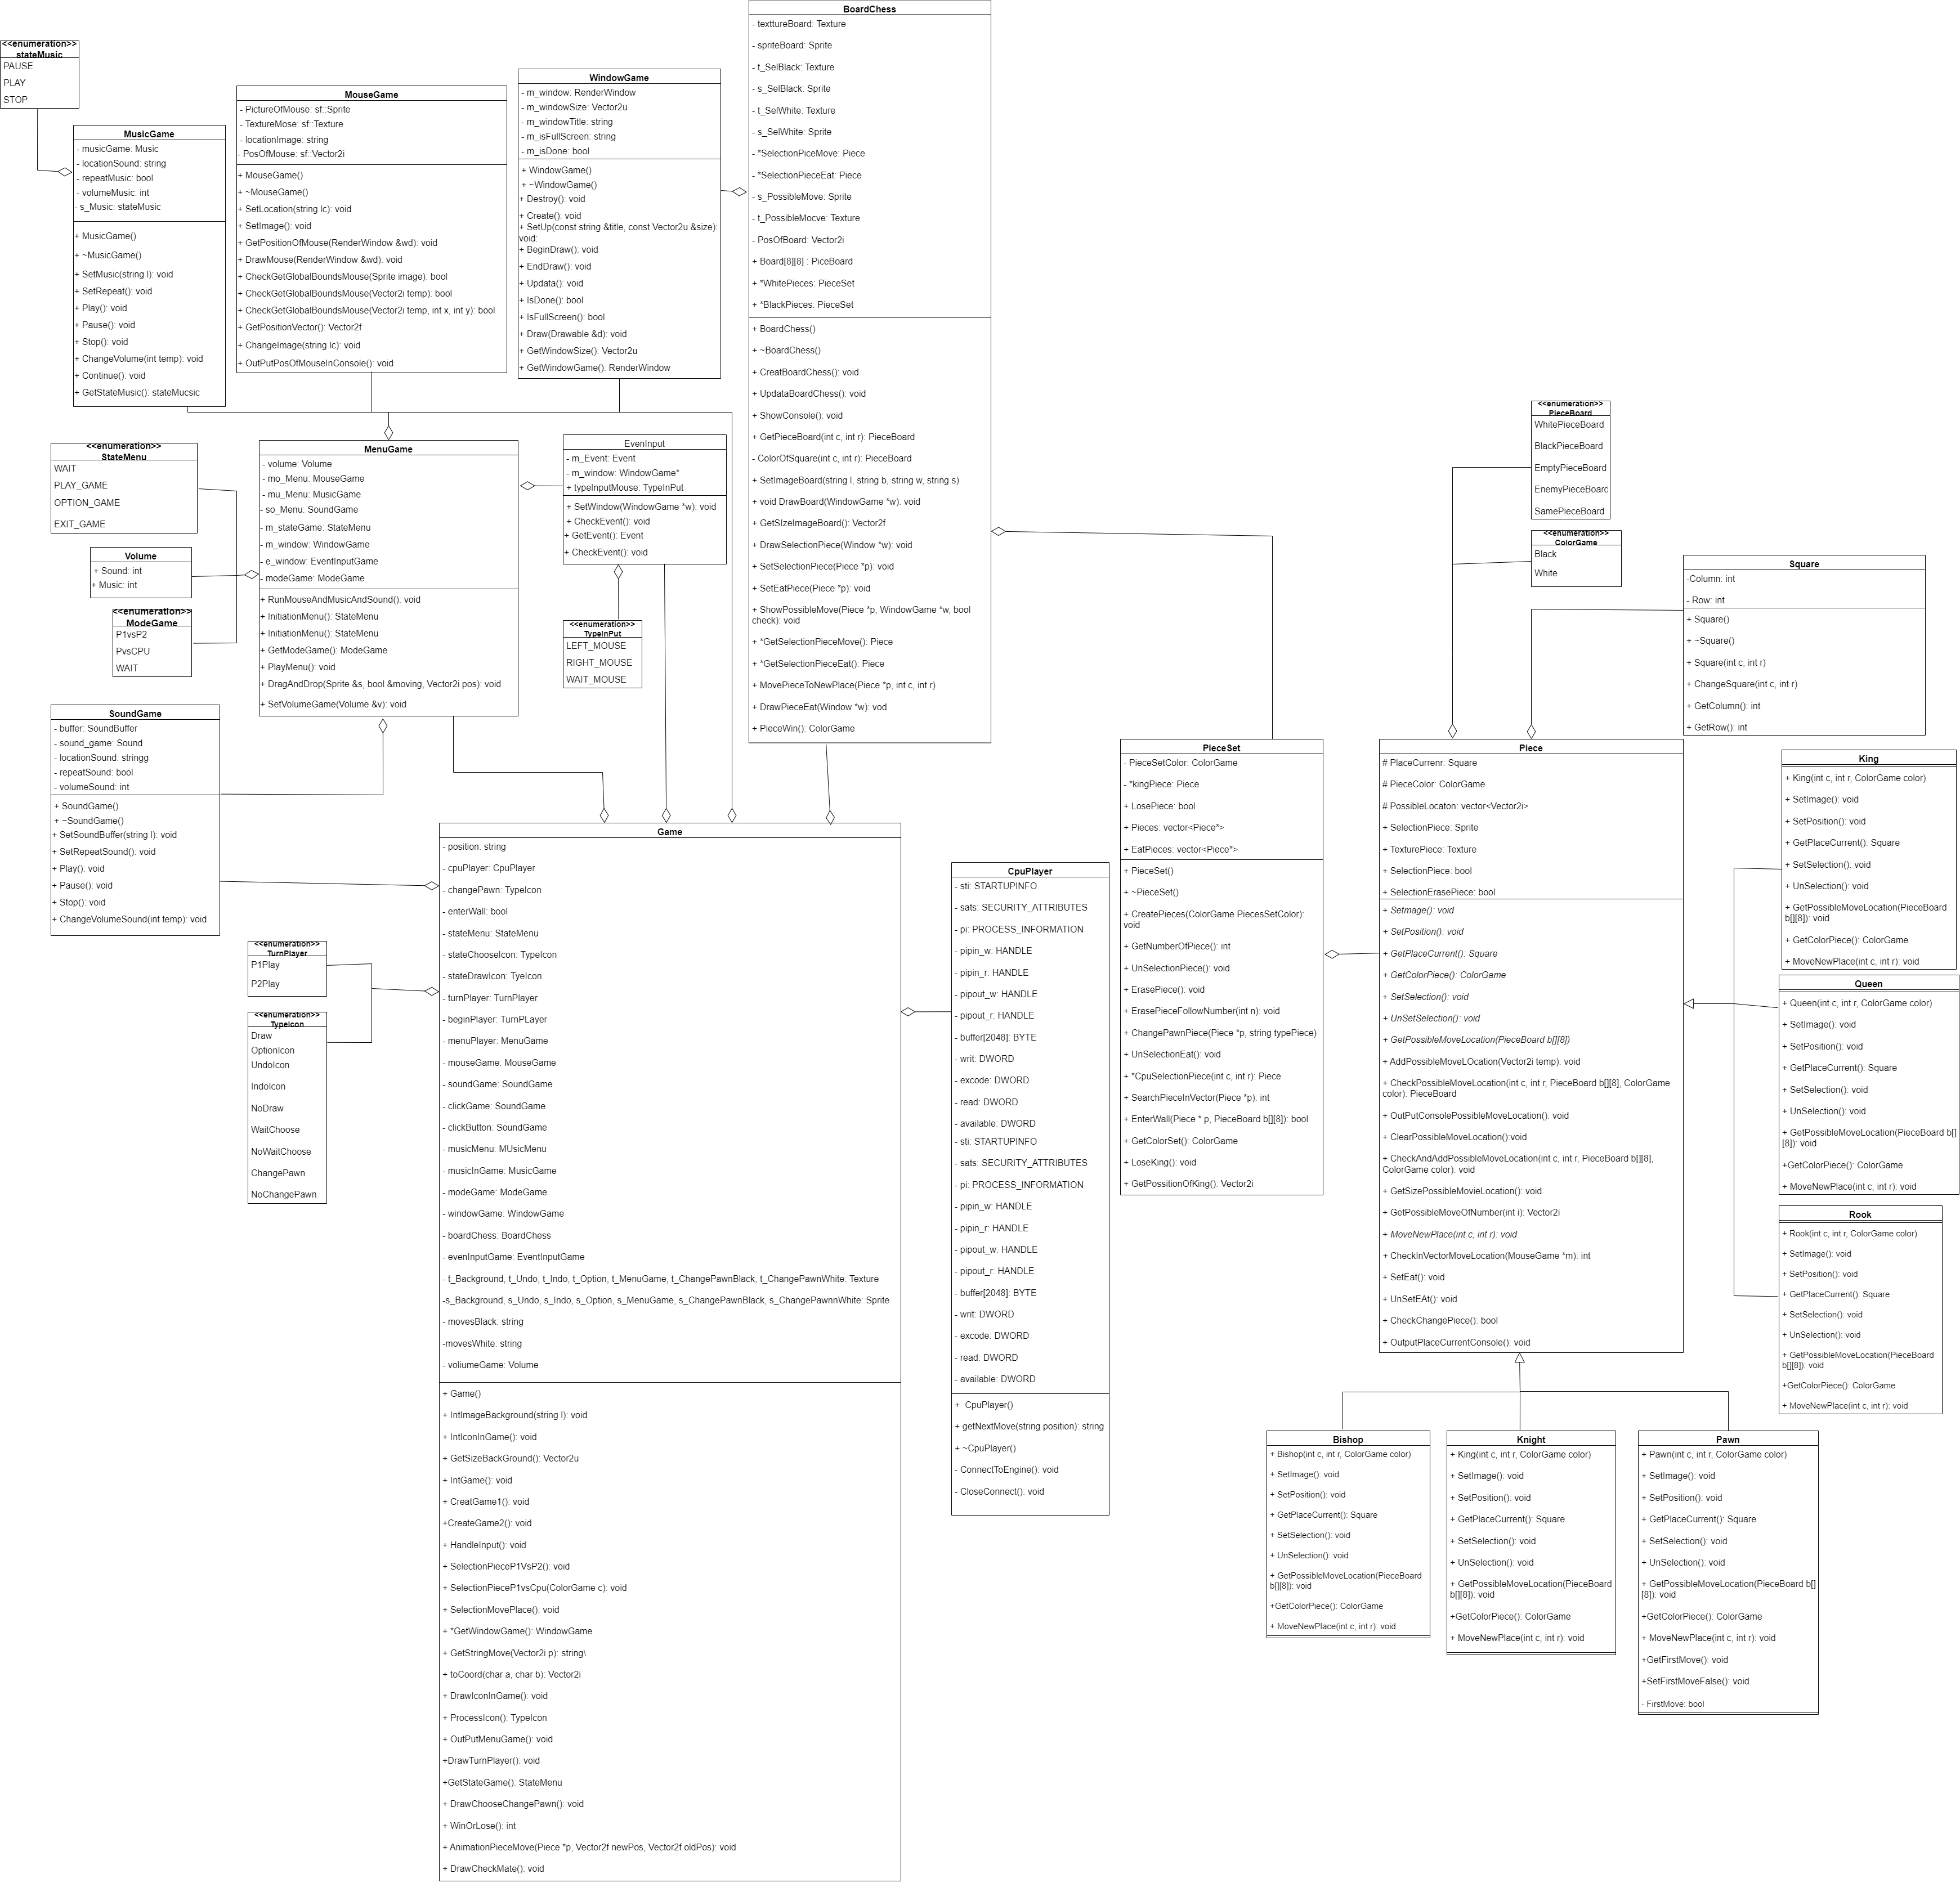 <<enumeration>>
stateMusic
PAUSE
PLAY
STOP
MusicGame
- musicGame: Music
- locationSound: string
- repeatMusic: bool
- volumeMusic: int
- s_Music: stateMusic
+ MusicGame()
+ ~MusicGame()
+ SetMusic(string l): void
+ SetRepeat(): void
+ Play(): void
+ Pause(): void
+ Stop(): void
+ ChangeVolume(int temp): void
+ Continue(): void
+ GetStateMusic(): stateMucsic
MouseGame
- PictureOfMouse: sf::Sprite
- TextureMose: sf::Texture
- locationImage: string
- PosOfMouse: sf::Vector2i
+ MouseGame()
+ ~MouseGame()
+ SetLocation(string lc): void
+ SetImage(): void
+ GetPositionOfMouse(RenderWindow &wd): void
+ DrawMouse(RenderWindow &wd): void
+ CheckGetGlobalBoundsMouse(Sprite image): bool
+ CheckGetGlobalBoundsMouse(Vector2i temp): bool
+ CheckGetGlobalBoundsMouse(Vector2i temp, int x, int y): bool
+ GetPositionVector(): Vector2f
+ ChangeImage(string lc): void
+ OutPutPosOfMouseInConsole(): void
WindowGame
- m_window: RenderWindow
- m_windowSize: Vector2u
- m_windowTitle: string
- m_isFullScreen: string
- m_isDone: bool
+ WindowGame()
+ ~WindowGame()
+ Destroy(): void
+ Create(): void
+ SetUp(const string &title, const Vector2u &size):
void:
+ BeginDraw(): void
+ EndDraw(): void
+ Updata(): void
+ IsDone(): bool
+ IsFullScreen(): bool
+ Draw(Drawable &d): void
+ GetWindowSize(): Vector2u
+ GetWindowGame(): RenderWindow
BoardChess
- texttureBoard: Texture
- spriteBoard: Sprite
- t_SelBlack: Texture
- s_SelBlack: Sprite
- t_SelWhite: Texture
- s_SelWhite: Sprite
- *SelectionPiceMove: Piece
- *SelectionPieceEat: Piece
- s_PossibleMove: Sprite
- t_PossibleMocve: Texture
- PosOfBoard: Vector2i
+ Board[8][8] : PiceBoard
+ *WhitePieces: PieceSet
+ *BlackPieces: PieceSet
+ BoardChess()
+ ~BoardChess()
+ CreatBoardChess(): void
+ UpdataBoardChess(): void
+ ShowConsole(): void
+ GetPieceBoard(int c, int r): PieceBoard
- ColorOfSquare(int c, int r): PieceBoard
+ SetImageBoard(string l, string b, string w, string s)
+ void DrawBoard(WindowGame *w): void
+ GetSIzeImageBoard(): Vector2f
+ DrawSelectionPiece(Window *w): void
+ SetSelectionPiece(Piece *p): void
+ SetEatPiece(Piece *p): void
+ ShowPossibleMove(Piece *p, WindowGame *w, bool
check): void
+ *GetSelectionPieceMove(): Piece
+ *GetSelectionPieceEat(): Piece
+ MovePieceToNewPlace(Piece *p, int c, int r)
+ DrawPieceEat(Window *w): vod
+ PieceWin(): ColorGame
<<enumeration>>
StateMenu
WAIT
PLAY_GAME
OPTION_GAME
EXIT_GAME
Volume
+ Sound: int
+ Music: int
<<enumeration>>
ModeGame
P1vsP2
PvsCPU
WAIT
MenuGame
- volume: Volume
- mo_Menu: MouseGame
- mu_Menu: MusicGame
- so_Menu: SoundGame
- m_stateGame: StateMenu
- m_window: WindowGame
- e_window: EventInputGame
- modeGame: ModeGame
+ RunMouseAndMusicAndSound(): void
+ InitiationMenu(): StateMenu
+ InitiationMenu(): StateMenu
+ GetModeGame(): ModeGame
+ PlayMenu(): void
+ DragAndDrop(Sprite &s, bool &moving, Vector2i pos): void
+ SetVolumeGame(Volume &v): void
EvenInput
- m_Event: Event
- m_window: WindowGame*
+ typeInputMouse: TypeInPut
+ SetWindow(WindowGame *w): void
+ CheckEvent(): void
+ GetEvent(): Event
+ CheckEvent(): void
<<enumeration>>
TypeInPut
LEFT_MOUSE
RIGHT_MOUSE
WAIT_MOUSE
SoundGame
- buffer: SoundBuffer
- sound_game: Sound
- locationSound: stringg
- repeatSound: bool
- volumeSound: int
+ SoundGame()
+ ~SoundGame()
+ SetSoundBuffer(string l): void
+ SetRepeatSound(): void
+ Play(): void
+ Pause(): void
+ Stop(): void
+ ChangeVolumeSound(int temp): void
<<enumeration>>
TurnPlayer
P1Play
P2Play
<<enumeration>>
TypeIcon
Draw
OptionIcon
UndoIcon
IndoIcon
NoDraw
WaitChoose
NoWaitChoose
ChangePawn
NoChangePawn
Game
- position: string
- cpuPlayer: CpuPlayer
- changePawn: TypeIcon
- enterWall: bool
- stateMenu: StateMenu
- stateChooseIcon: TypeIcon
- stateDrawIcon: TyeIcon
- turnPlayer: TurnPlayer
- beginPlayer: TurnPLayer
- menuPlayer: MenuGame
- mouseGame: MouseGame
- soundGame: SoundGame
- clickGame: SoundGame
- clickButton: SoundGame
- musicMenu: MUsicMenu
- musicInGame: MusicGame
- modeGame: ModeGame
- windowGame: WindowGame
- boardChess: BoardChess
- evenInputGame: EventInputGame
- t_Background, t_Undo, t_Indo, t_Option, t_MenuGame, t_ChangePawnBlack, t_ChangePawnWhite: Texture
-s_Background, s_Undo, s_Indo, s_Option, s_MenuGame, s_ChangePawnBlack, s_ChangePawnnWhite: Sprite
- movesBlack: string
-movesWhite: string
- voliumeGame: Volume
+ Game()
+ IntImageBackground(string l): void
+ IntIconInGame(): void
+ GetSizeBackGround(): Vector2u
+ IntGame(): void
+ CreatGame1(): void
+CreateGame2(): void
+ HandleInput(): void
+ SelectionPieceP1VsP2(): void
+ SelectionPieceP1vsCpu(ColorGame c): void
+ SelectionMovePlace(): void
+ *GetWindowGame(): WindowGame
+ GetStringMove(Vector2i p): string\
+ toCoord(char a, char b): Vector2i
+ DrawIconInGame(): void
+ ProcessIcon(): TypeIcon
+ OutPutMenuGame(): void
+DrawTurnPlayer(): void
+GetStateGame(): StateMenu
+ DrawChooseChangePawn(): void
+ WinOrLose(): int
+ AnimationPieceMove(Piece *p, Vector2f newPos, Vector2f oldPos): void
+ DrawCheckMate(): void
CpuPlayer
- sti: STARTUPINFO
- sats: SECURITY_ATTRIBUTES
- pi: PROCESS_INFORMATION
- pipin_w: HANDLE
- pipin_r: HANDLE
- pipout_w: HANDLE
- pipout_r: HANDLE
- buffer[2048]: BYTE
- writ: DWORD
- excode: DWORD
- read: DWORD
- available: DWORD
- sti: STARTUPINFO
- sats: SECURITY_ATTRIBUTES
- pi: PROCESS_INFORMATION
- pipin_w: HANDLE
- pipin_r: HANDLE
- pipout_w: HANDLE
- pipout_r: HANDLE
- buffer[2048]: BYTE
- writ: DWORD
- excode: DWORD
- read: DWORD
- available: DWORD
+ CpuPlayer()
+ getNextMove(string position): string
+ ~CpuPlayer()
- ConnectToEngine(): void
- CloseConnect(): void
PieceSet
- PieceSetColor: ColorGame
- *kingPiece: Piece
+ LosePiece: bool
+ Pieces: vector<Piece*>
+ EatPieces: vector<Piece*>
+ PieceSet()
+ ~PieceSet()
+ CreatePieces(ColorGame PiecesSetColor):
void
+ GetNumberOfPiece(): int
+ UnSelectionPiece(): void
+ ErasePiece(): void
+ ErasePieceFollowNumber(int n): void
+ ChangePawnPiece(Piece *p, string typePiece)
+ UnSelectionEat(): void
+ *CpuSelectionPiece(int c, int r): Piece
+ SearchPieceInVector(Piece *p): int
+ EnterWall(Piece * p, PieceBoard b[][8]): bool
+ GetColorSet(): ColorGame
+ LoseKing(): void
+ GetPossitionOfKing(): Vector2i
<<enumeration>>
PieceBoard
WhitePieceBoard
BlackPieceBoard
EmptyPieceBoard
EnemyPieceBoard
SamePieceBoard
<<enumeration>>
ColorGame
Black
White
Square
-Column: int
- Row: int
+ Square()
+ ~Square()
+ Square(int c, int r)
+ ChangeSquare(int c, int r)
+ GetColumn(): int
+ GetRow(): int
Piece
# PlaceCurrenr: Square
# PieceColor: ColorGame
# PossibleLocaton: vector<Vector2i>
+ SelectionPiece: Sprite
+ TexturePiece: Texture
+ SelectionPiece: bool
+ SelectionErasePiece: bool
+ Setmage(): void
+ SetPosition(): void
+ GetPlaceCurrent(): Square
+ GetColorPiece(): ColorGame
+ SetSelection(): void
+ UnSetSelection(): void
+ GetPossibleMoveLocation(PieceBoard b[][8])
+ AddPossibleMoveLOcation(Vector2i temp): void
+ CheckPossibleMoveLocation(int c, int r, PieceBoard b[][8], ColorGame
color): PieceBoard
+ OutPutConsolePossibleMoveLocation(): void
+ ClearPossibleMoveLocation():void
+ CheckAndAddPossibleMoveLocation(int c, int r, PieceBoard b[][8],
ColorGame color): void
+ GetSizePossibleMovieLocation(): void
+ GetPossibleMoveOfNumber(int i): Vector2i
+ MoveNewPlace(int c, int r): void
+ CheckInVectorMoveLocation(MouseGame *m): int
+ SetEat(): void
+ UnSetEAt(): void
+ CheckChangePiece(): bool
+ OutputPlaceCurrentConsole(): void
King
+ King(int c, int r, ColorGame color)
+ SetImage(): void
+ SetPosition(): void
+ GetPlaceCurrent(): Square
+ SetSelection(): void
+ UnSelection(): void
+ GetPossibleMoveLocation(PieceBoard
b[][8]): void
+ GetColorPiece(): ColorGame
+ MoveNewPlace(int c, int r): void
Queen
+ Queen(int c, int r, ColorGame color)
+ SetImage(): void
+ SetPosition(): void
+ GetPlaceCurrent(): Square
+ SetSelection(): void
+ UnSelection(): void
+ GetPossibleMoveLocation(PieceBoard b[]
[8]): void
+GetColorPiece(): ColorGame
+ MoveNewPlace(int c, int r): void
Rook
+ Rook(int c, int r, ColorGame color)
+ SetImage(): void
+ SetPosition(): void
+ GetPlaceCurrent(): Square
+ SetSelection(): void
+ UnSelection(): void
+ GetPossibleMoveLocation(PieceBoard
b[][8]): void
+GetColorPiece(): ColorGame
+ MoveNewPlace(int c, int r): void
Bishop
+ Bishop(int c, int r, ColorGame color)
+ SetImage(): void
+ SetPosition(): void
+ GetPlaceCurrent(): Square
+ SetSelection(): void
+ UnSelection(): void
+ GetPossibleMoveLocation(PieceBoard
b[][8]): void
+GetColorPiece(): ColorGame
+ MoveNewPlace(int c, int r): void
Knight
+ King(int c, int r, ColorGame color)
+ SetImage(): void
+ SetPosition(): void
+ GetPlaceCurrent(): Square
+ SetSelection(): void
+ UnSelection(): void
+ GetPossibleMoveLocation(PieceBoard
b[][8]): void
+GetColorPiece(): ColorGame
+ MoveNewPlace(int c, int r): void
Pawn
+ Pawn(int c, int r, ColorGame color)
+ SetImage(): void
+ SetPosition(): void
+ GetPlaceCurrent(): Square
+ SetSelection(): void
+ UnSelection(): void
+ GetPossibleMoveLocation(PieceBoard b[]
[8]): void
+GetColorPiece(): ColorGame
+ MoveNewPlace(int c, int r): void
+GetFirstMove(): void
+SetFirstMoveFalse(): void
- FirstMove: bool